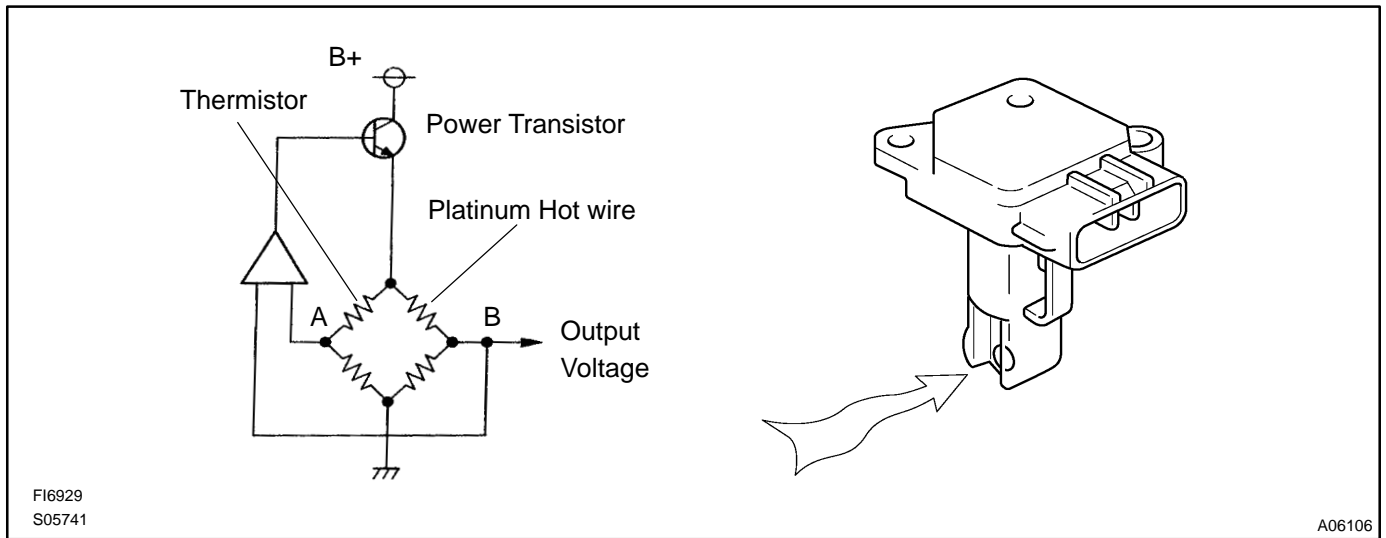 B+
Thermistor
Power Transistor
Platinum Hot wire
A
B
Output
Voltage
FI6929
S05741
A06106